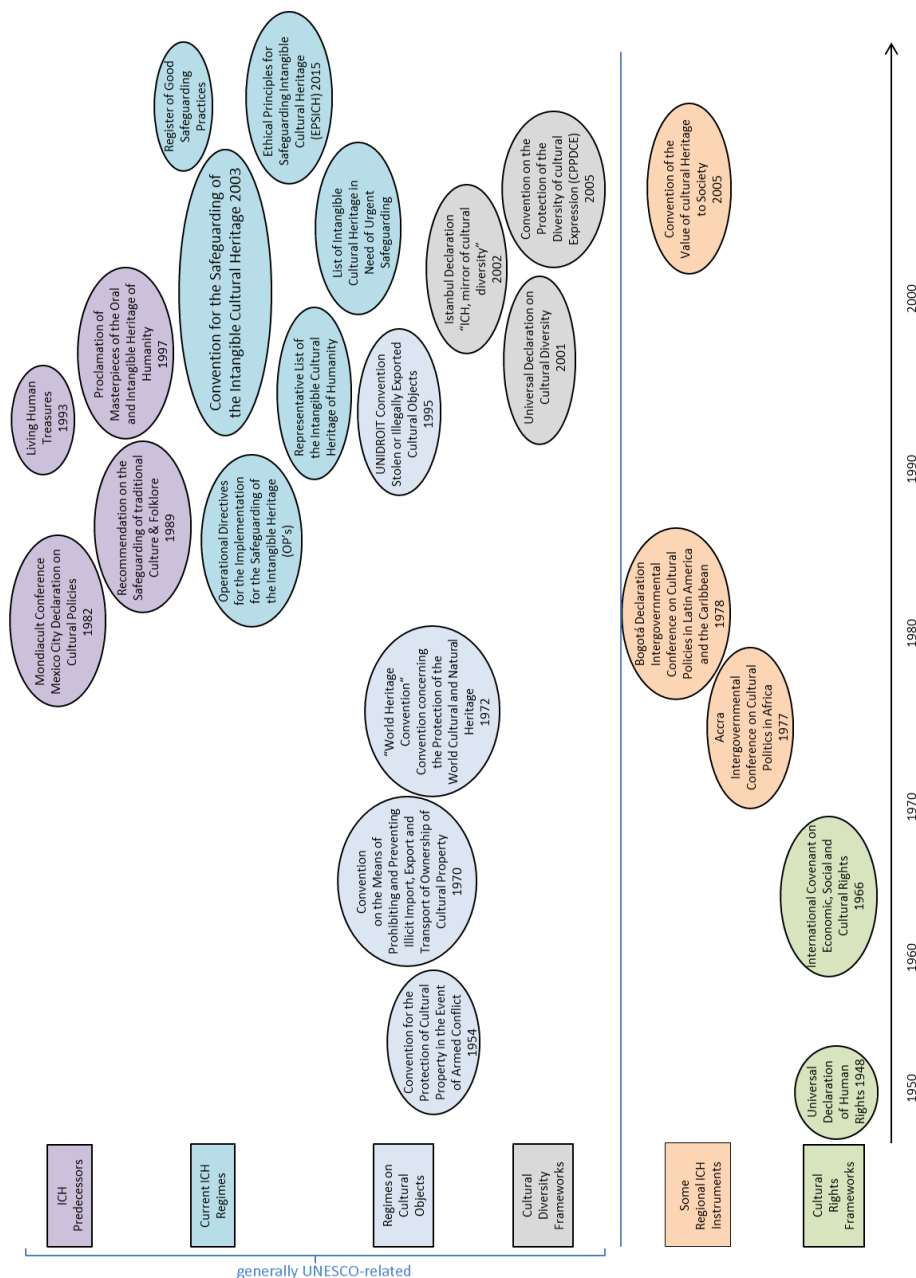 ICH
Predecessors
Mondiacult Conference
Mexico City Declaration on
Cultural Policies
1982
Recommendation on the
Safeguarding of traditional
Culture & Folklore
1989
Living Human
Treasures
1993
Proclamation of
Masterpieces of the Oral
and Intangible Heritage of
Humanity
1997
Current ICH
Regimes
Operational Directives
for the Implementation
for the Safeguarding of
the Intangible Heritage
(OP's)
Convention for the Safeguarding of
the Intangible Cultural Heritage 2003
Register of Good
Safeguarding
Practices
Representative List of
the Intangible Cultural
Heritage of Humanity
Ethical Principles for
Safeguarding Intangible
Cultural Heritage
(EPSICH) 2015
List of Intangible
Cultural Heritage in
Need of Urgent
Safeguarding
Regimes on
Cultural
Objects
Convention for the
Protection of Cultural
Property in the Event
of Armed Conflict
1954
Convention
on the Means of
Prohibiting and Preventing
Illicit Import, Export and
Transport of Ownership of
Cultural Property
1970
"World Heritage
Convention"
Convention concerning
the Protection of the
World Cultural and Natural
Heritage
1972
UNIDROIT Convention
Stolen or Illegally Exported
Cultural Objects
1995
Cultural
Diversity
Frameworks
Istanbul Declaration
"ICH, mirror of cultural
diversity"
2002
Universal Declaration on
Cultural Diversity
2001
Convention on the
Protection of the
Diversity of cultural
Expression (CPPDCE)
2005
generally UNESCO-related
Some
Regional ICH
Instruments
Bogotá Declaration
Intergovernmental
Conference on Cultural
Policies in Latin America
and the Caribbean
1978
Accra
Intergovernmental
Conference on Cultural
Politics in Africa
1977
Convention of the
Value of cultural Heritage
to Society
2005
Cultural
Rights
Frameworks
Universal
Declaration
of Human
Rights 1948
International Covenant on
Economic, Social and
Cultural Rights
1966
1950
1960
1970
1980
1990
2000